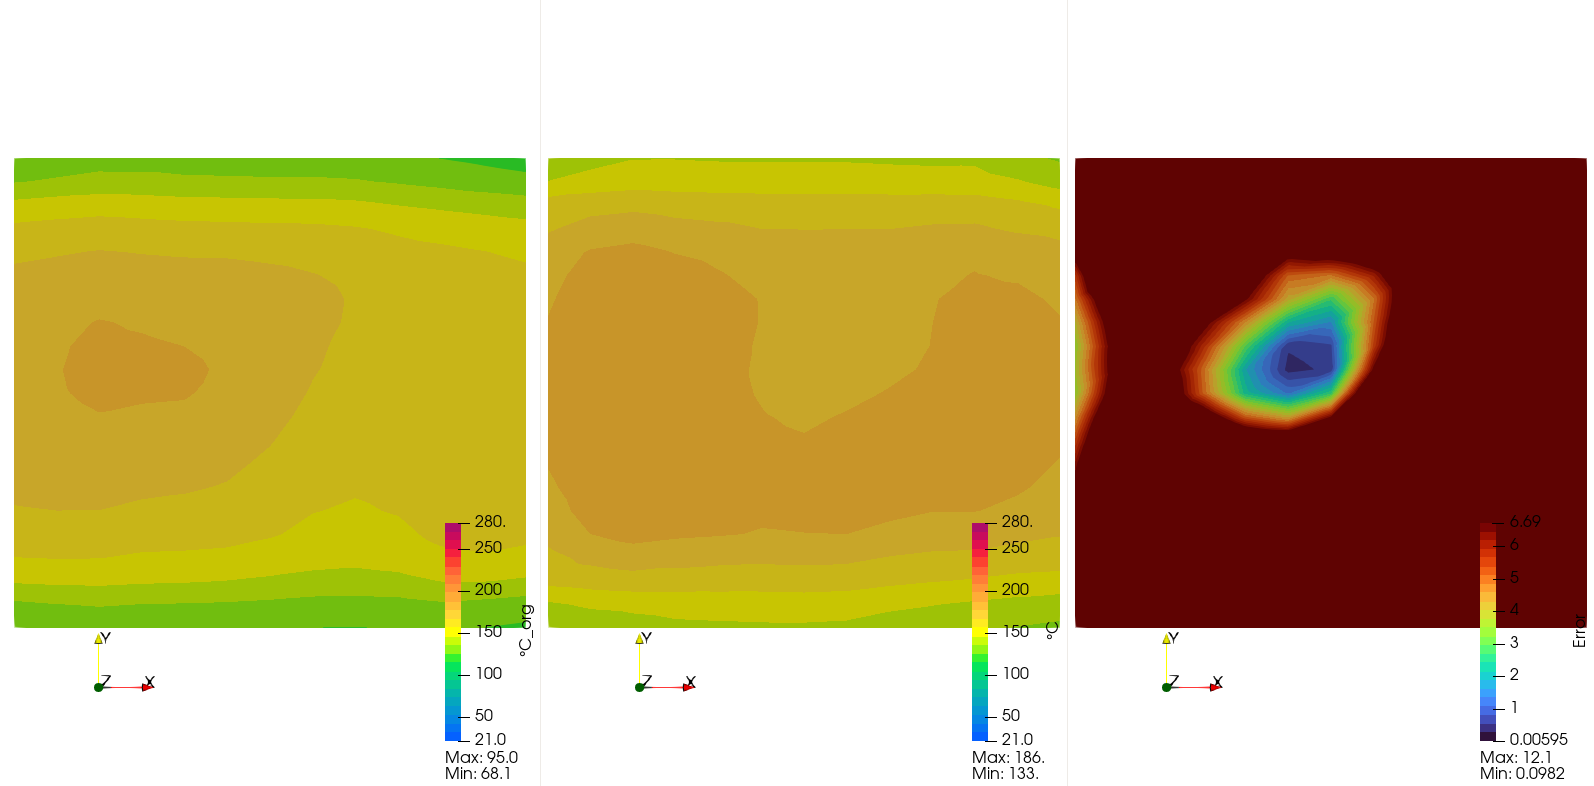 280.
250
200
150
100
50
21.0
°C_org
Max: 95.0
Min: 68.1
Y
Z
X
280.
250
200
150
100
50
21.0
°C
Max: 186.
Min: 133.
Y
Z
X
6.69
6
5
4
3
2
1
0.00595
Error
Max: 12.1
Min: 0.0982
Y
Z
X